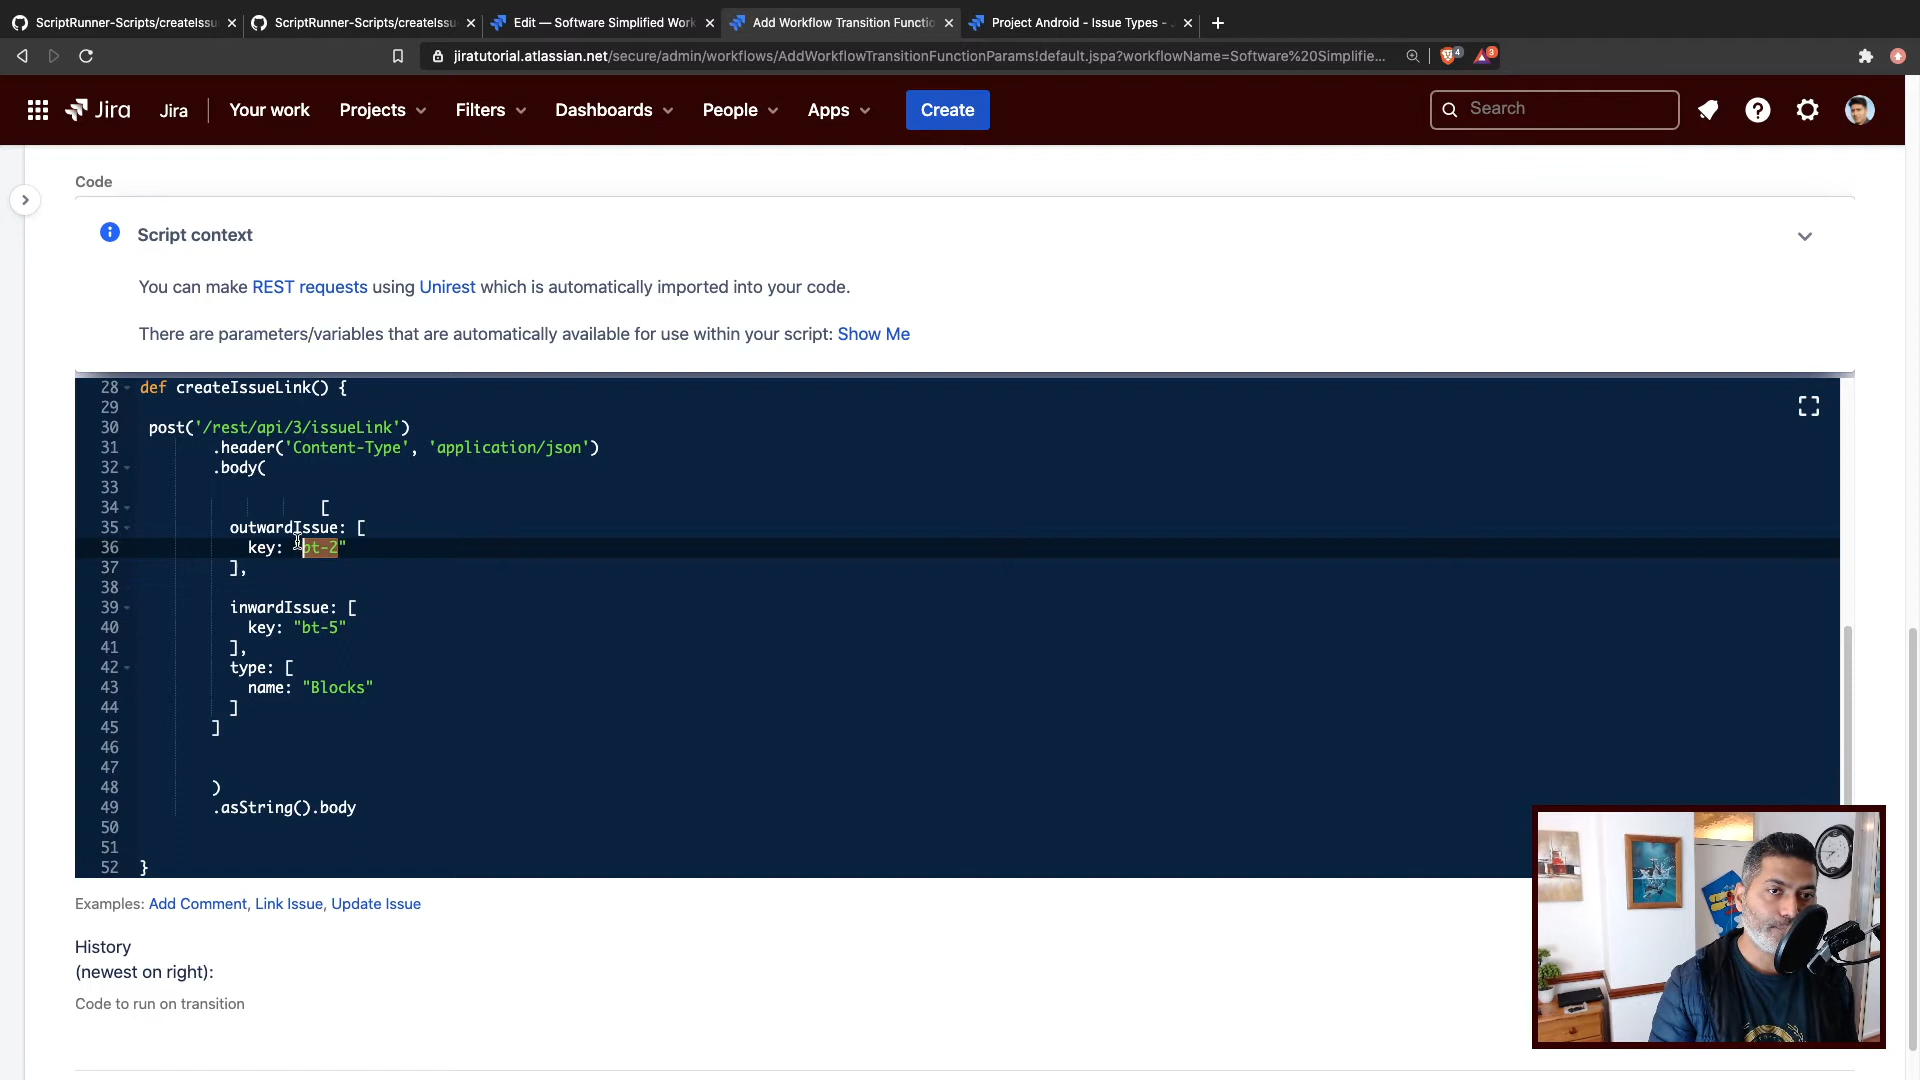 ScriptRunner-Scripts/createIssu
ScriptRunner-Scripts/createIssu
Edit — Software Simplified Work
Add Workflow Transition Functio
Project Android - Issue Types -
jiratutorial.atlassian.net/secure/admin/workflows/AddWorkflowTransitionFunctionParams!default.jspa?workflowName=Software%20Simplifie...
4
3
Jira
Jira
Your work
Projects
Filters
Dashboards
People
Apps
Create
Search
Code
Script context
You can make REST requests using Unirest which is automatically imported into your code.
There are parameters/variables that are automatically available for use within your script: Show Me
28 def createIssueLink() {
29
30 post('/rest/api/3/issueLink')
31 .header('Content-Type', 'application/json')
32 .body(
33
34 [
35 outwardIssue: [
36 key: "bt-2"
37 ],
38
39 inwardIssue: [
40 key: "bt-5"
41 ],
42 type: [
43 name: "Blocks"
44 ]
45 ]
46
47
48 )
49 .asString().body
50
51
52 }
Examples: Add Comment, Link Issue, Update Issue
History
(newest on right):
Code to run on transition